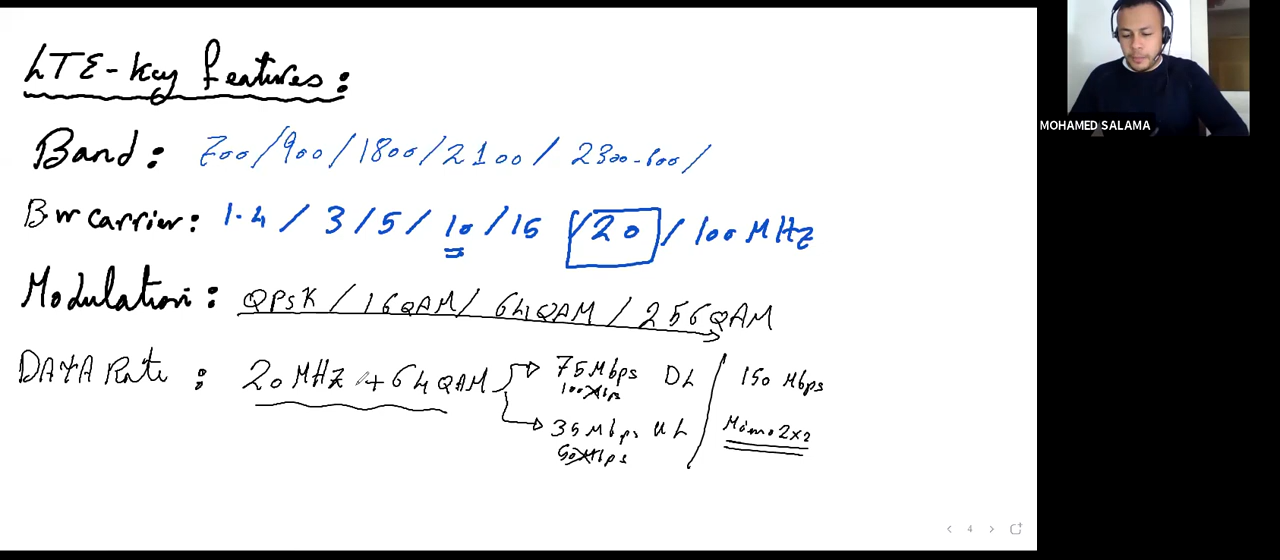 LTE-Key features:
Band: 700/900/1800/2100/ 2300-600/
Bw carrier: 1.4 / 3 / 5 / 10 / 15 / 20 / 100 MHz
Modulation: QPSK / 16QAM / 64QAM / 256QAM
DATA Rate: 20 MHz + 64QAM
75 Mbps DL / 150 Mbps
100 Mbps
35 Mbps UL Mimo 2x2
50 Mbps
MOHAMED SALAMA
4